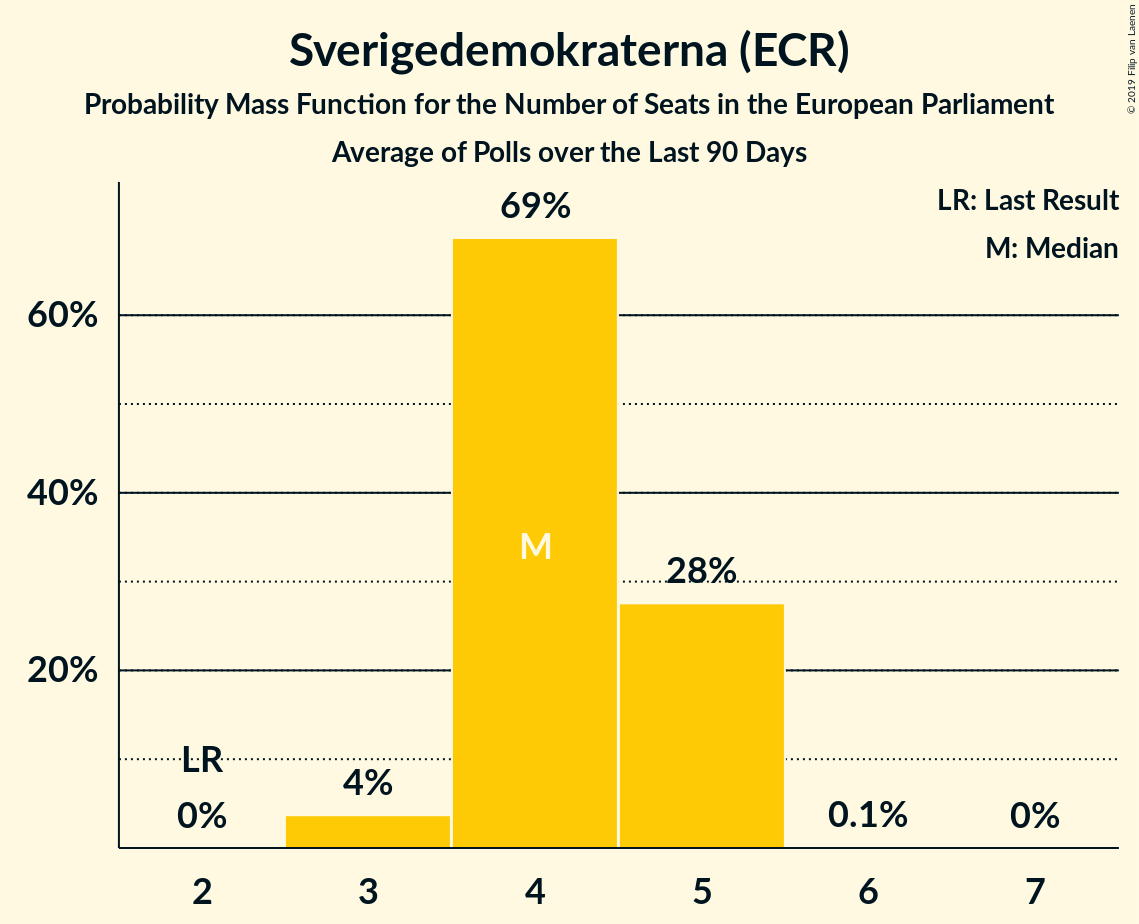 Sverigedemokraterna (ECR)
Probability Mass Function for the Number of Seats in the European Parliament
Average of Polls over the Last 90 Days
© 2019 Filip van Laenen
LR: Last Result
M: Median
69%
60%
40%
M
28%
20%
LR
4%
0%
0.1%
0%
2 3 4 5 6 7